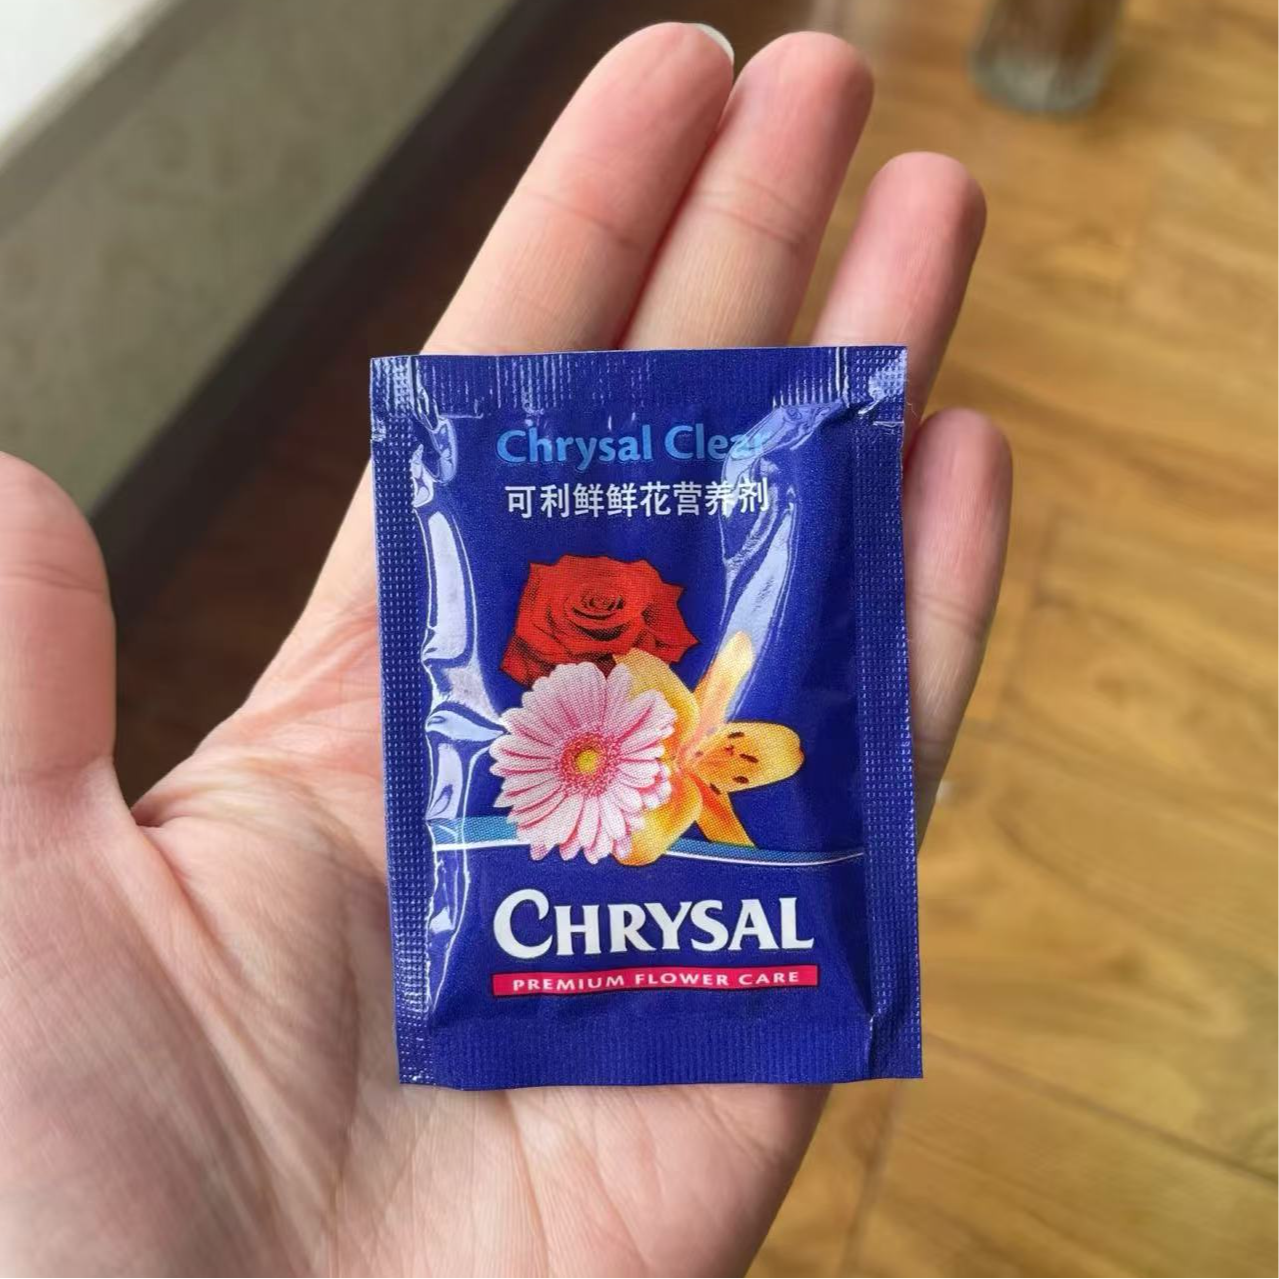 Chrysal Clear
可利鲜鲜花营养剂
CHRYSAL
PREMIUM FLOWER CARE